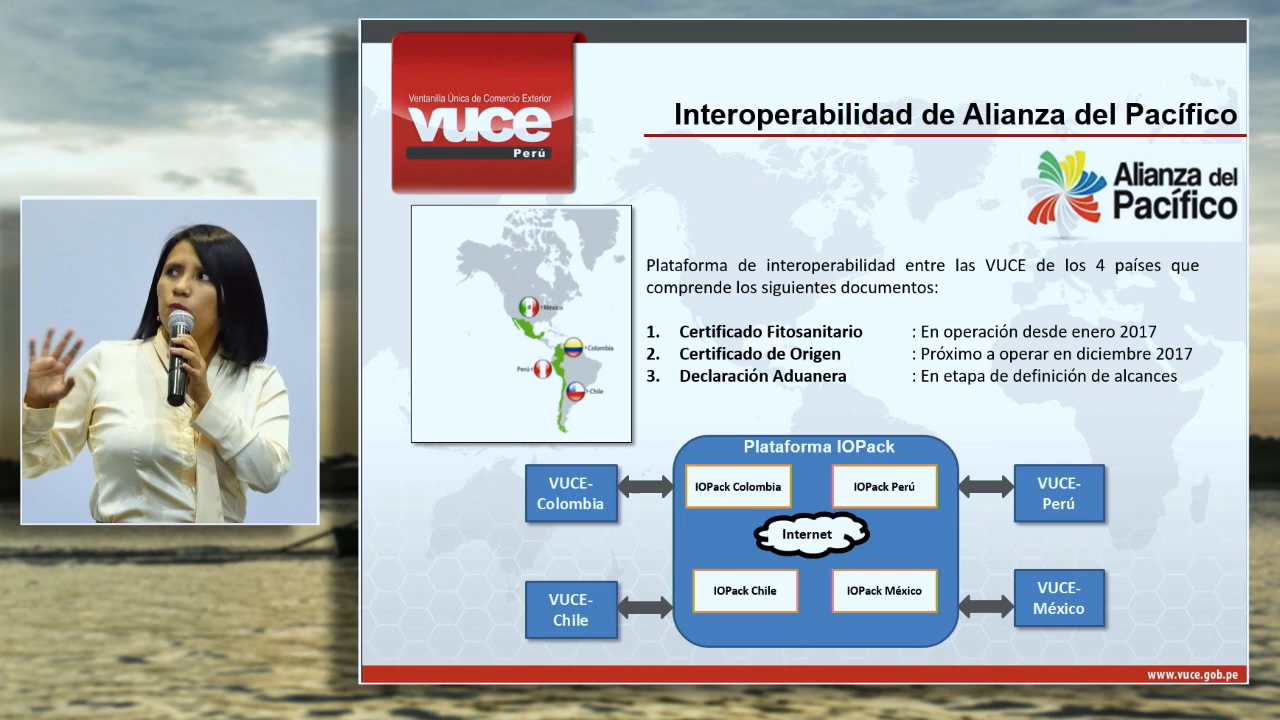 Ventanilla Única de Comercio Exterior
vuce
Perú
Interoperabilidad de Alianza del Pacífico
Alianza del
Pacífico
México
Colombia
Perú
Chile
Plataforma de interoperabilidad entre las VUCE de los 4 países que
comprende los siguientes documentos:
1. Certificado Fitosanitario : En operación desde enero 2017
2. Certificado de Origen : Próximo a operar en diciembre 2017
3. Declaración Aduanera : En etapa de definición de alcances
Plataforma IOPack
VUCE-
Colombia
IOPack Colombia
IOPack Perú
VUCE-
Perú
Internet
VUCE-
Chile
IOPack Chile
IOPack México
VUCE-
México
www.vuce.gob.pe